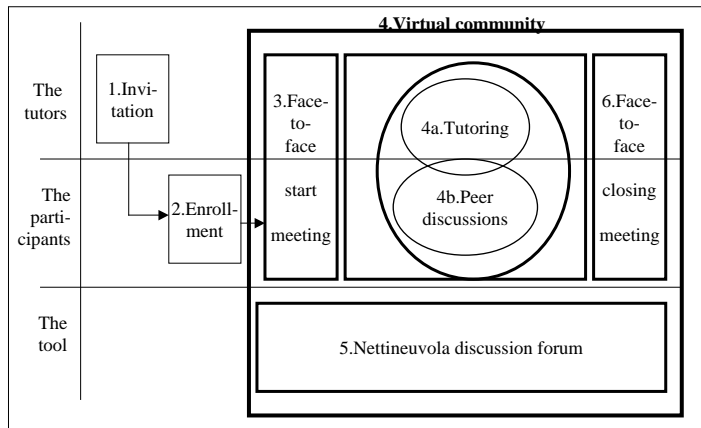 4.Virtual community
The
tutors
1.Invi-
tation
3.Face-
to-
face
4a.Tutoring
6.Face-
to-
face
The
parti-
cipants
2.Enroll-
ment
start
meeting
4b.Peer
discussions
closing
meeting
The
tool
5.Nettineuvola discussion forum